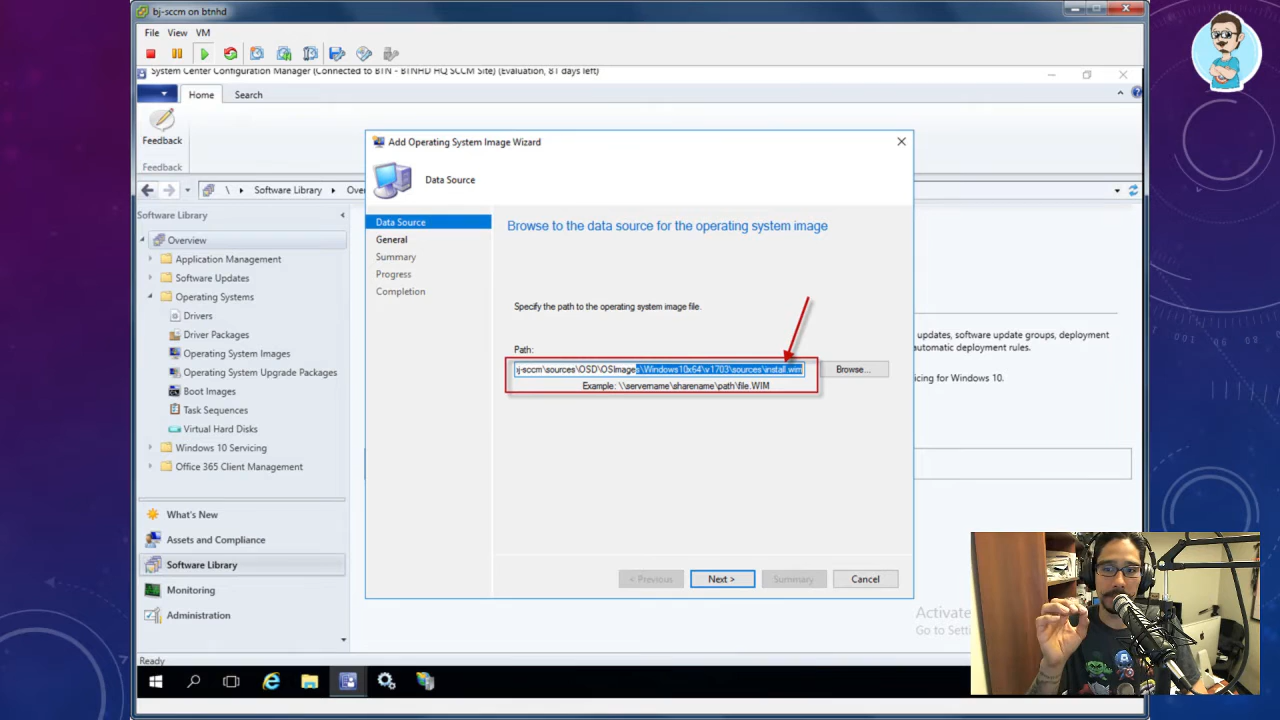 bj-sccm on btnhd
File View VM
System Center Configuration Manager (Connected to BTN - BTNHD HQ SCCM Site) (Evaluation, 81 days left)
Home Search
Feedback
Feedback
\ Software Library Ove
Software Library
Overview
Application Management
Software Updates
Operating Systems
Drivers
Driver Packages
Operating System Images
Operating System Upgrade Packages
Boot Images
Task Sequences
Virtual Hard Disks
Windows 10 Servicing
Office 365 Client Management
What's New
Assets and Compliance
Software Library
Monitoring
Administration
Ready
Add Operating System Image Wizard
Data Source
Data Source
General
Summary
Progress
Completion
Browse to the data source for the operating system image
Specify the path to the operating system image file.
Path:
j-sccm\sources\OSD\OSImages\Windows10x64\v1703\sources\install.wim
Browse...
Example: \\servername\sharename\path\file.WIM
< Previous Next > Summary Cancel
updates, software update groups, deployment
automatic deployment rules.
icing for Windows 10.
Activate
Go to Setti